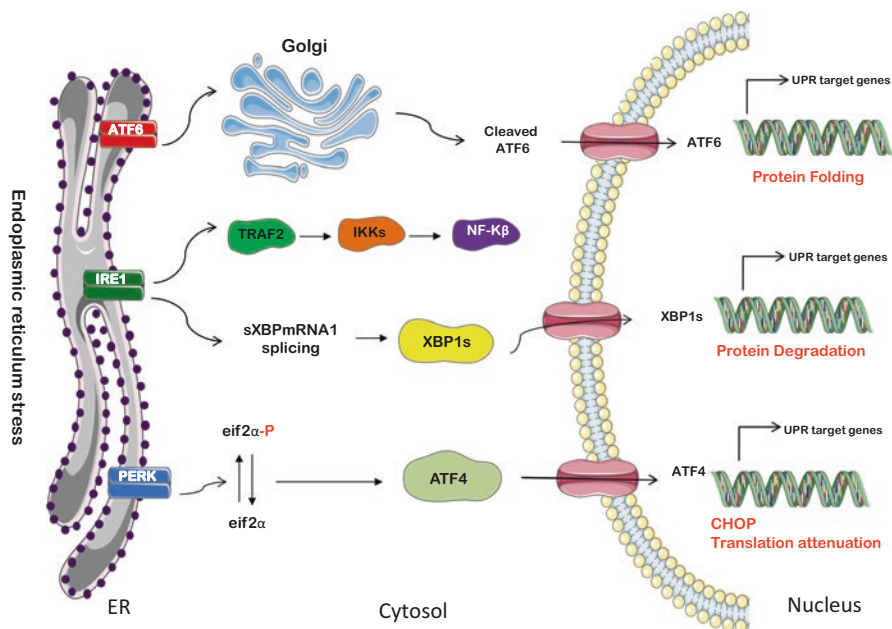 Golgi
ATF6
Cleaved
ATF6
ATF6
UPR target genes
Protein Folding
Endoplasmic reticulum stress
TRAF2
IKKs
NF-Kβ
IRE1
sXBPmRNA1
splicing
XBP1s
XBP1s
UPR target genes
Protein Degradation
eif2α-P
PERK
eif2α
ATF4
ATF4
UPR target genes
CHOP
Translation attenuation
ER
Cytosol
Nucleus